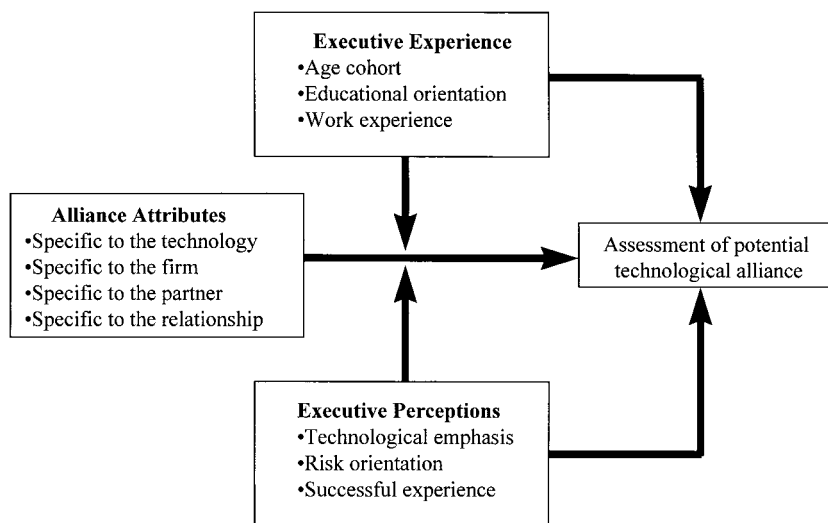 Executive Experience
•Age cohort
•Educational orientation
•Work experience
Alliance Attributes
•Specific to the technology
•Specific to the firm
•Specific to the partner
•Specific to the relationship
Assessment of potential
technological alliance
Executive Perceptions
•Technological emphasis
•Risk orientation
•Successful experience